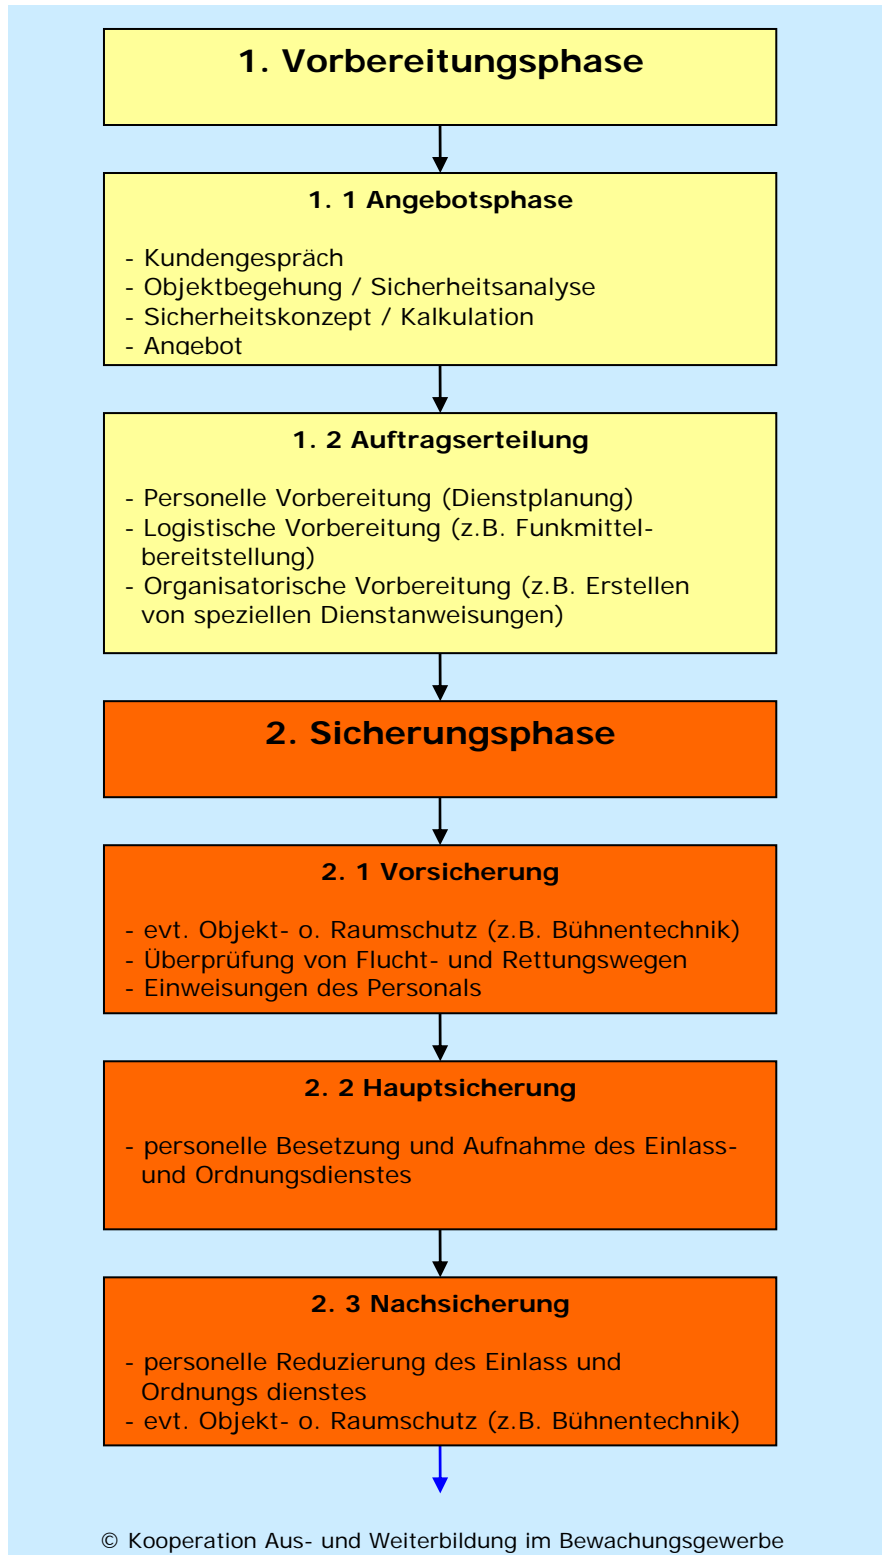 1. Vorbereitungsphase
1. 1 Angebotsphase
- Kundengespräch
- Objektbegehung / Sicherheitsanalyse
- Sicherheitskonzept / Kalkulation
- Angebot
1. 2 Auftragserteilung
- Personelle Vorbereitung (Dienstplanung)
- Logistische Vorbereitung (z.B. Funkmittel-
bereitstellung)
- Organisatorische Vorbereitung (z.B. Erstellen
von speziellen Dienstanweisungen)
2. Sicherungsphase
2. 1 Vorsicherung
- evt. Objekt- o. Raumschutz (z.B. Bühnentechnik)
- Überprüfung von Flucht- und Rettungswegen
- Einweisungen des Personals
2. 2 Hauptsicherung
- personelle Besetzung und Aufnahme des Einlass-
und Ordnungsdienstes
2. 3 Nachsicherung
- personelle Reduzierung des Einlass und
Ordnungs dienstes
- evt. Objekt- o. Raumschutz (z.B. Bühnentechnik)
© Kooperation Aus- und Weiterbildung im Bewachungsgewerbe